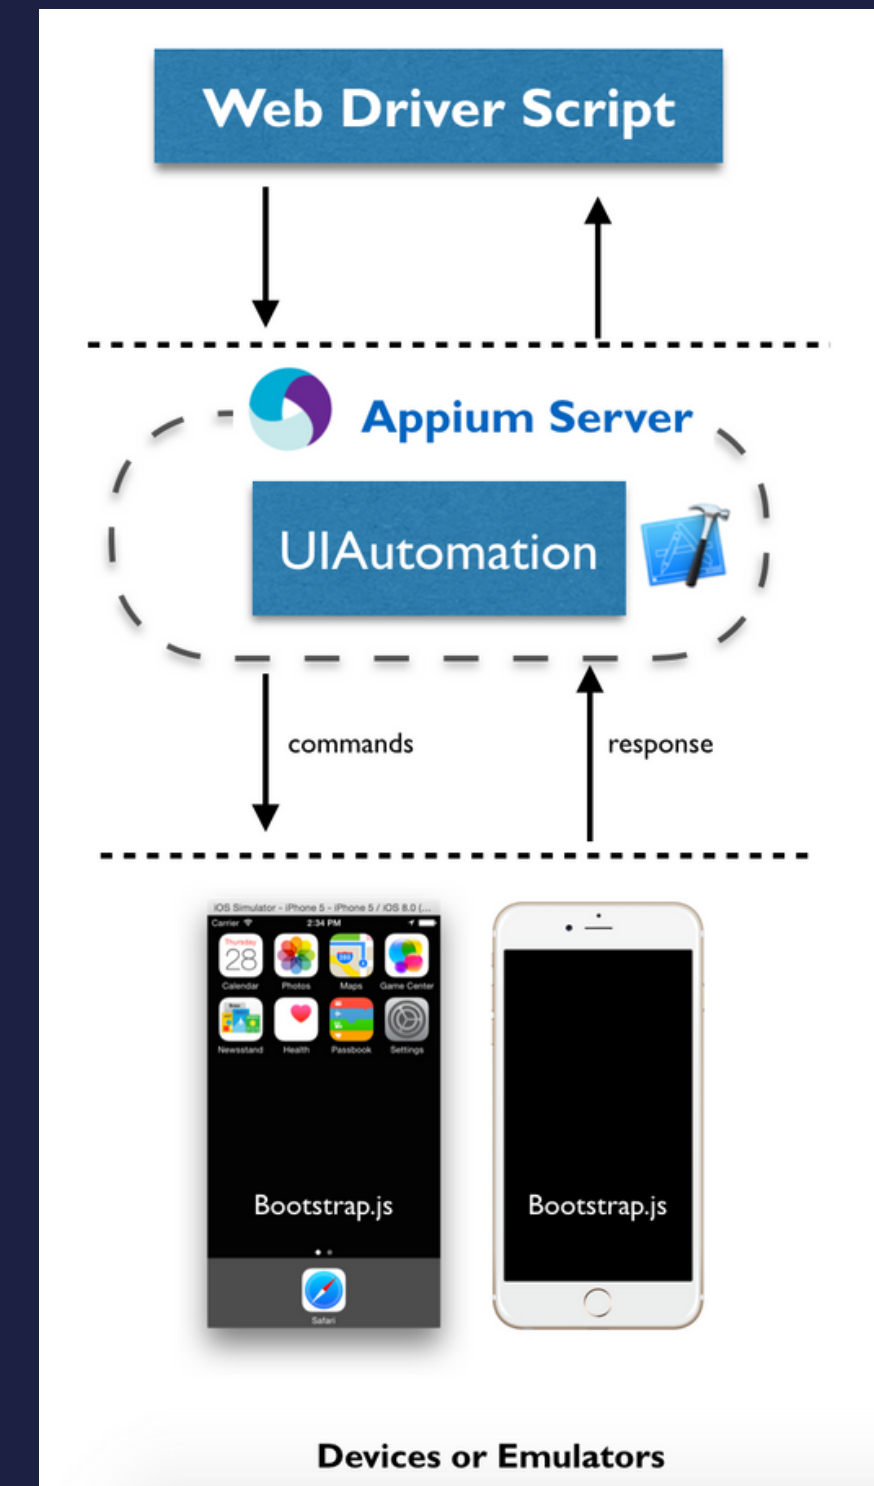 Web Driver Script
Appium Server
UIAutomation
commands
response
iOS Simulator - iPhone 5 - iPhone 5 / iOS 8.0 (...
Carrier 2:34 PM
Thursday
28
Calendar Photos Maps Game Center
Newsstand Health Passbook Settings
Bootstrap.js
Safari
Bootstrap.js
Devices or Emulators